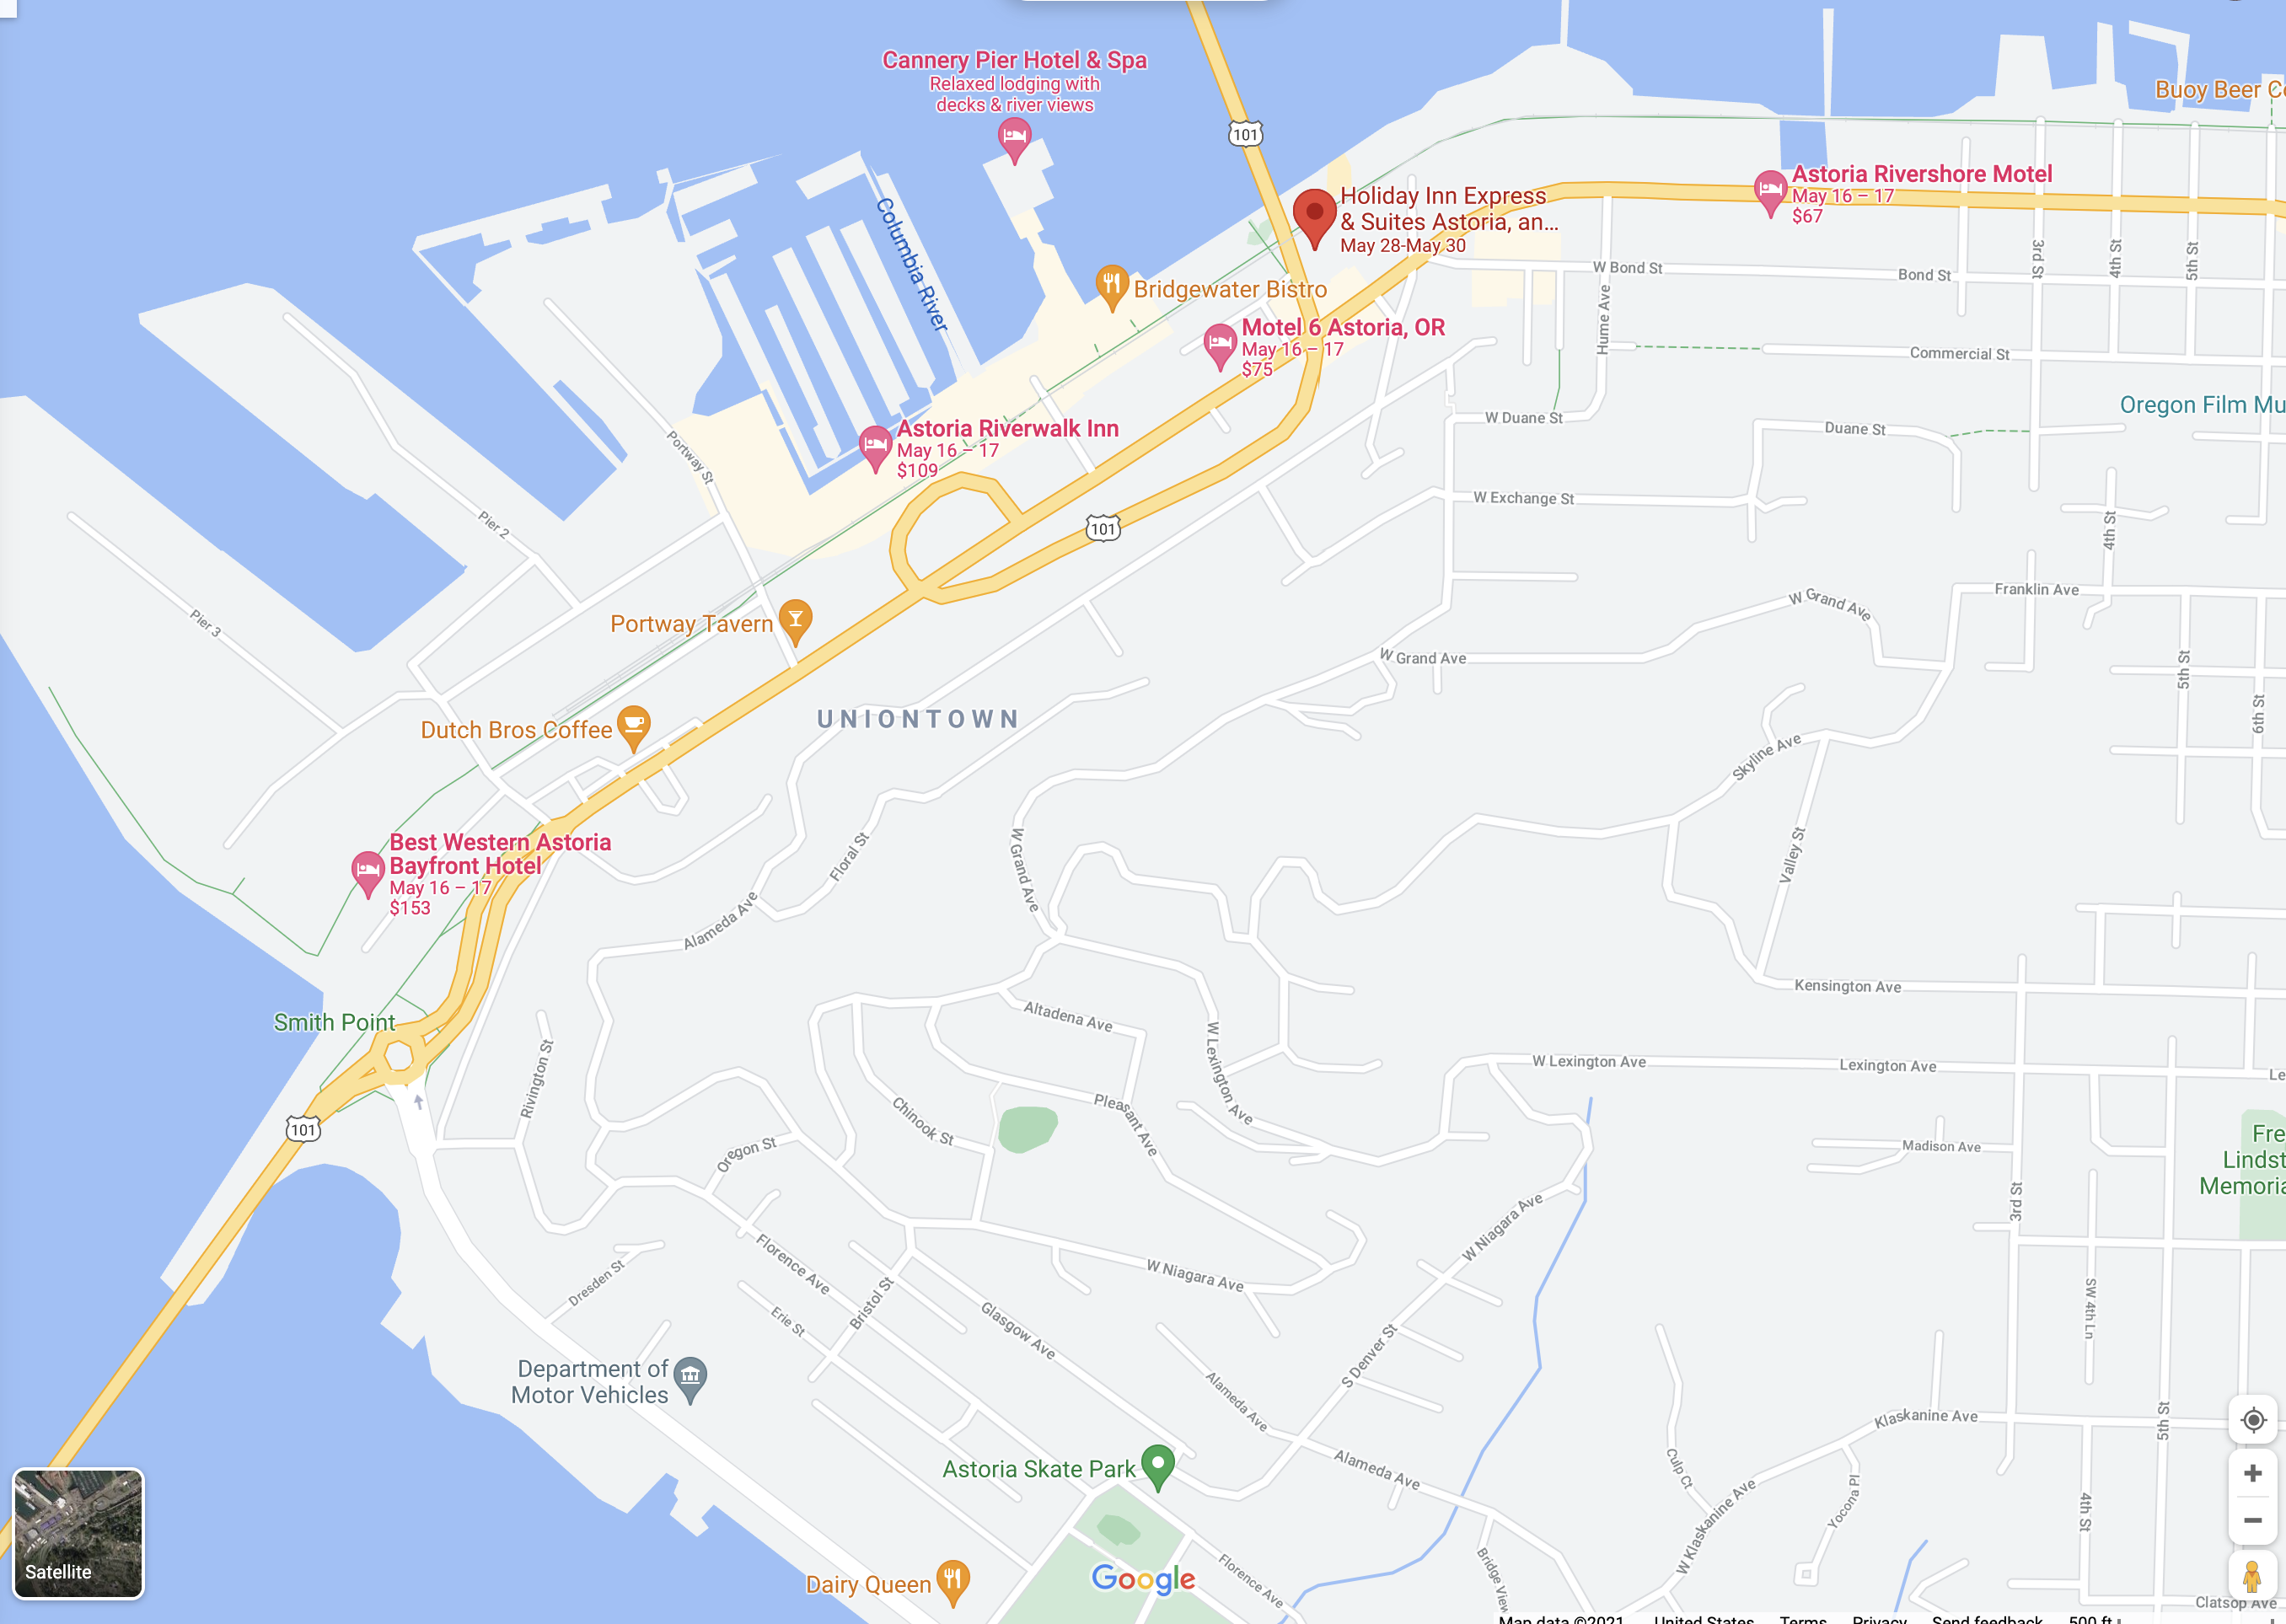 Cannery Pier Hotel & Spa
Relaxed lodging with
decks & river views
101
Buoy Beer C
Holiday Inn Express
& Suites Astoria, an...
May 28-May 30
Astoria Rivershore Motel
May 16 – 17
$67
Columbia River
Bridgewater Bistro
W Bond St
Bond St
3rd St
4th St
5th St
Hume Ave
Motel 6 Astoria, OR
May 16 – 17
$75
Commercial St
Oregon Film Mu
W Duane St
Duane St
Astoria Riverwalk Inn
May 16 – 17
$109
Portway St
W Exchange St
Pier 2
101
4th St
Pier 3
Portway Tavern
W Grand Ave
Franklin Ave
W Grand Ave
5th St
6th St
UNIONTOWN
Dutch Bros Coffee
Skyline Ave
Best Western Astoria
Bayfront Hotel
May 16 – 17
$153
Floral St
W Grand Ave
Valley St
Alameda Ave
Kensington Ave
Smith Point
Altadena Ave
W Lexington Ave
W Lexington Ave
Lexington Ave
Le
Rivington St
101
Chinook St
Pleasant Ave
Oregon St
Madison Ave
Fre
Lindst
Memoria
3rd St
W Niagara Ave
Florence Ave
W Niagara Ave
Dresden St
Bristol St
Erie St
Glasgow Ave
SW 4th Ln
S Denver St
Department of
Motor Vehicles
Alameda Ave
Klaskanine Ave
5th St
Astoria Skate Park
Alameda Ave
Culp Ct
Yocona Pl
W Klaskanine Ave
4th St
Satellite
Dairy Queen
Google
Florence Ave
Bridge View
Clatsop Ave
Map data ©2021
United States
Terms
Privacy
Send feedback
500 ft